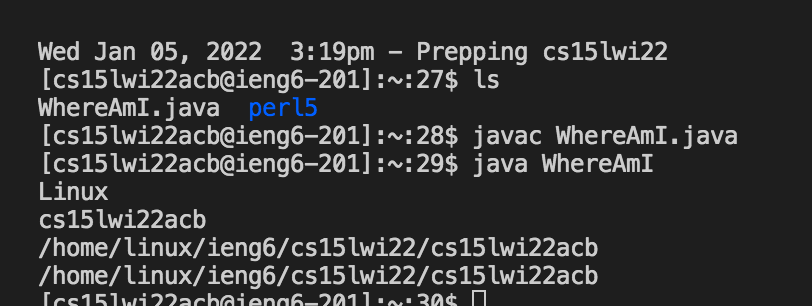 Wed Jan 05, 2022  3:19pm - Prepping cs15lwi22
[cs15lwi22acb@ieng6-201]:~:27$ ls
WhereAmI.java  perl5
[cs15lwi22acb@ieng6-201]:~:28$ javac WhereAmI.java
[cs15lwi22acb@ieng6-201]:~:29$ java WhereAmI
Linux
cs15lwi22acb
/home/linux/ieng6/cs15lwi22/cs15lwi22acb
/home/linux/ieng6/cs15lwi22/cs15lwi22acb
[cs15lwi22acb@ieng6-201]:~:30$